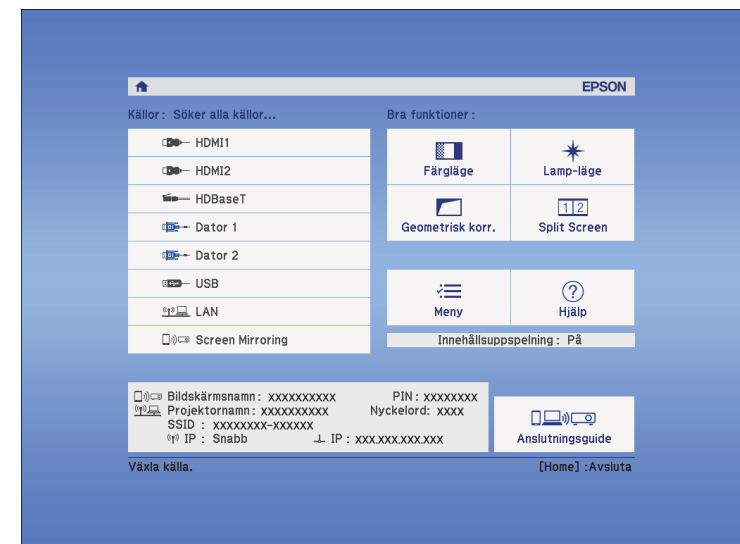 EPSON
Källor : Söker alla källor...
HDMI1
HDMI2
HDBaseT
Dator 1
Dator 2
USB
LAN
Screen Mirroring
Bra funktioner :
Färgläge
Lamp-läge
Geometrisk korr.
1 2
Split Screen
Meny
?
Hjälp
Innehållsuppspelning : På
Bildskärmsnamn : xxxxxxxxxx PIN : xxxxxxxx
Projektornamn : xxxxxxxxxx Nyckelord: xxxx
SSID : xxxxxxxx-xxxxxx
IP : Snabb IP : xxx.xxx.xxx.xxx
Anslutningsguide
Växla källa. [Home] :Avsluta